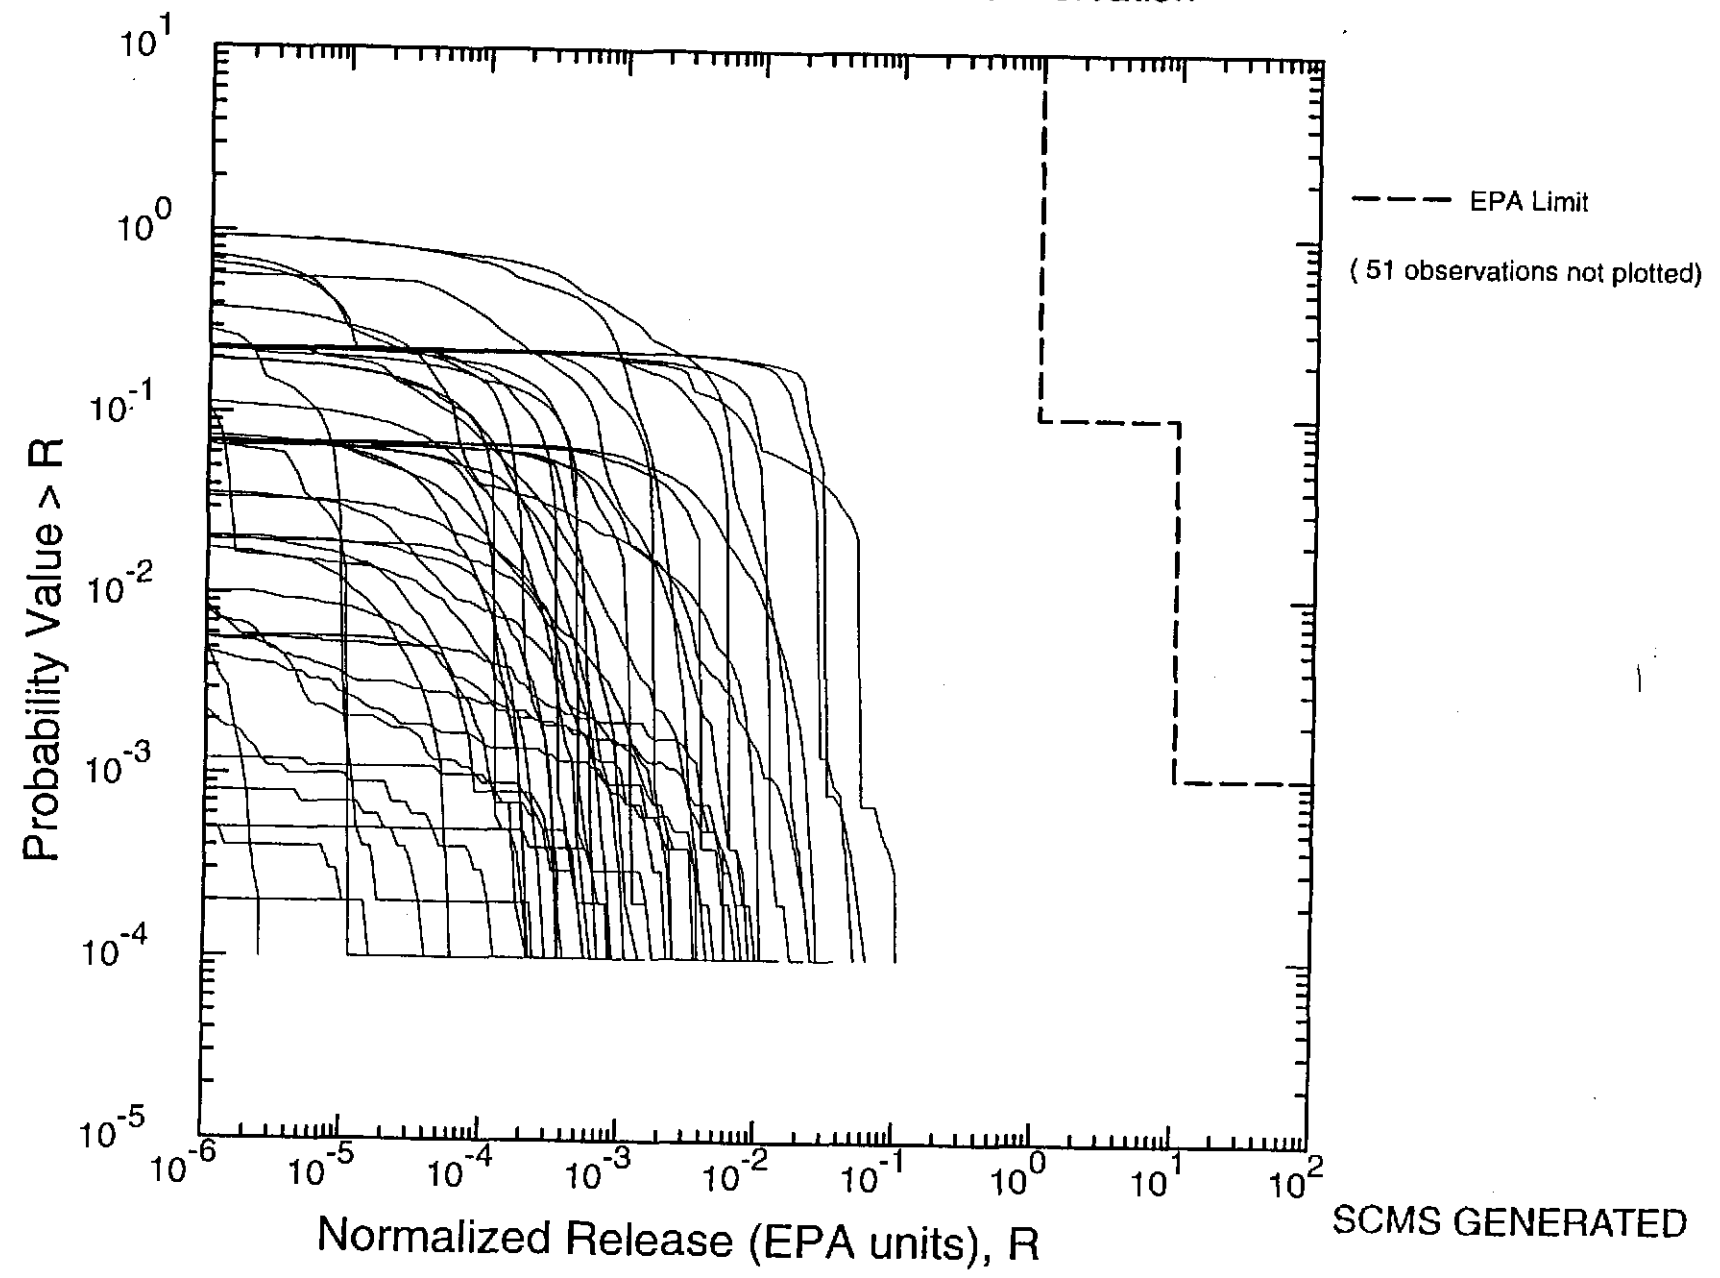 10^1
10^0
10^-1
10^-2
10^-3
10^-4
10^-5
Probability Value > R
10^-6 10^-5 10^-4 10^-3 10^-2 10^-1 10^0 10^1 10^2
Normalized Release (EPA units), R
EPA Limit
( 51 observations not plotted)
SCMS GENERATED